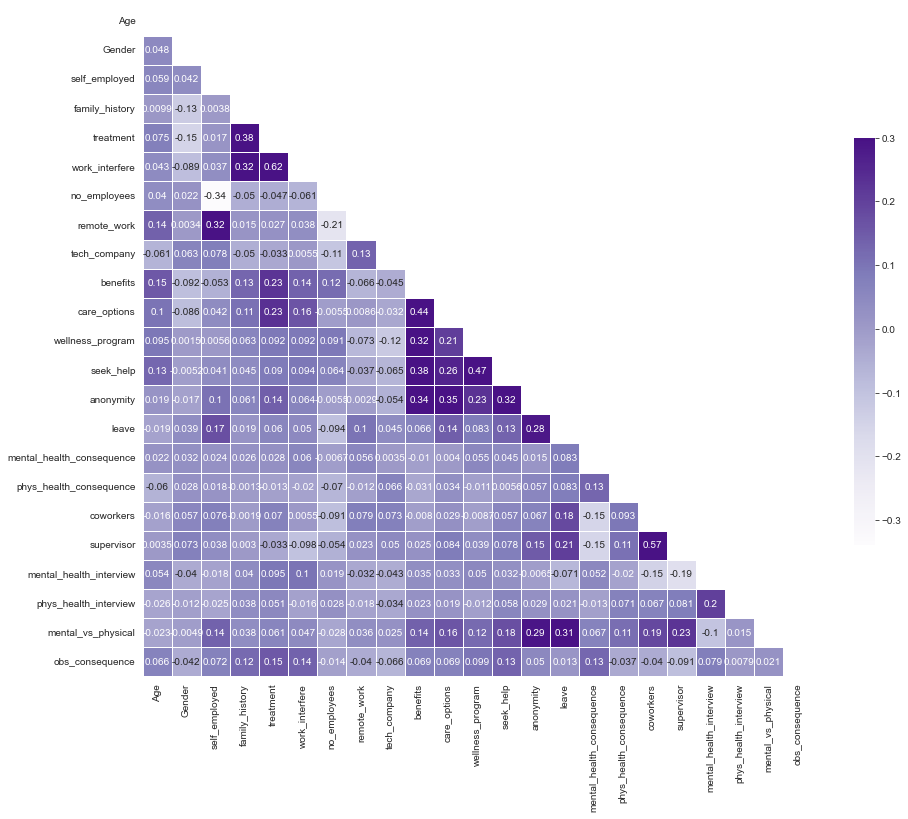 Age
Gender 0.048
self_employed 0.059 0.042
family_history 0.0099 -0.13 0.0038
treatment 0.075 -0.15 0.017 0.38
work_interfere 0.043 -0.089 0.037 0.32 0.62
no_employees 0.04 0.022 -0.34 -0.05 -0.047 -0.061
remote_work 0.14 0.0034 0.32 0.015 0.027 0.038 -0.21
tech_company -0.061 0.063 0.078 -0.05 -0.033 0.0055 -0.11 0.13
benefits 0.15 -0.092 -0.053 0.13 0.23 0.14 0.12 -0.066 -0.045
care_options 0.1 -0.086 0.042 0.11 0.23 0.16 -0.0055 0.0086 -0.032 0.44
wellness_program 0.095 0.0015 0.0056 0.063 0.092 0.092 0.091 -0.073 -0.12 0.32 0.21
seek_help 0.13 -0.0052 0.041 0.045 0.09 0.094 0.064 -0.037 -0.065 0.38 0.26 0.47
anonymity 0.019 -0.017 0.1 0.061 0.14 0.064 -0.0055 0.0029 -0.054 0.34 0.35 0.23 0.32
leave -0.019 0.039 0.17 0.019 0.06 0.05 -0.094 0.1 0.045 0.066 0.14 0.083 0.13 0.28
mental_health_consequence 0.022 0.032 0.024 0.026 0.028 0.06 -0.0067 0.056 0.0035 -0.01 0.004 0.055 0.045 0.015 0.083
phys_health_consequence -0.06 0.028 0.018 -0.0013 -0.013 -0.02 -0.07 -0.012 0.066 -0.031 0.034 -0.011 0.0056 0.057 0.083 0.13
coworkers -0.016 0.057 0.076 -0.0019 0.07 0.0055 -0.091 0.079 0.073 0.008 0.029 -0.0087 0.057 0.067 0.18 -0.15 0.093
supervisor 0.0035 0.073 0.038 0.003 -0.033 -0.098 -0.054 0.023 0.05 0.025 0.084 0.039 0.078 0.15 0.21 -0.15 0.11 0.57
mental_health_interview 0.054 -0.04 -0.018 0.04 0.095 0.1 0.019 -0.032 -0.043 0.035 0.033 0.05 0.032 -0.0065 -0.071 0.052 -0.02 -0.15 -0.19
phys_health_interview -0.026 -0.012 -0.025 0.038 0.051 -0.016 0.028 -0.018 -0.034 0.023 0.019 -0.012 0.058 0.029 0.021 -0.013 0.071 0.067 0.081 0.2
mental_vs_physical -0.023 -0.0049 0.14 0.038 0.061 0.047 -0.028 0.036 0.025 0.14 0.16 0.12 0.18 0.29 0.31 0.067 0.11 0.19 0.23 -0.1 0.015
obs_consequence 0.066 -0.042 0.072 0.12 0.15 0.14 -0.014 -0.04 -0.066 0.069 0.069 0.099 0.13 0.05 0.013 0.13 -0.037 -0.04 -0.091 0.079 0.0079 0.021
Age
Gender
self_employed
family_history
treatment
work_interfere
no_employees
remote_work
tech_company
benefits
care_options
wellness_program
seek_help
anonymity
leave
mental_health_consequence
phys_health_consequence
coworkers
supervisor
mental_health_interview
phys_health_interview
mental_vs_physical
obs_consequence
0.3
0.2
0.1
0.0
−0.1
−0.2
−0.3